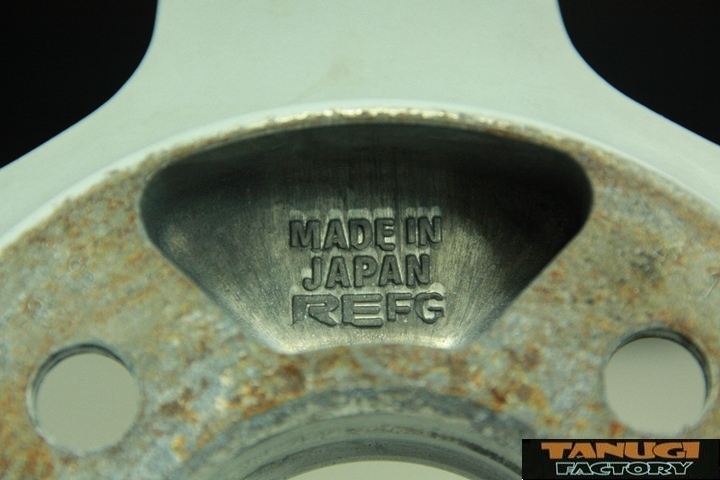 MADE IN
JAPAN
REFG
TANUGI
FACTORY